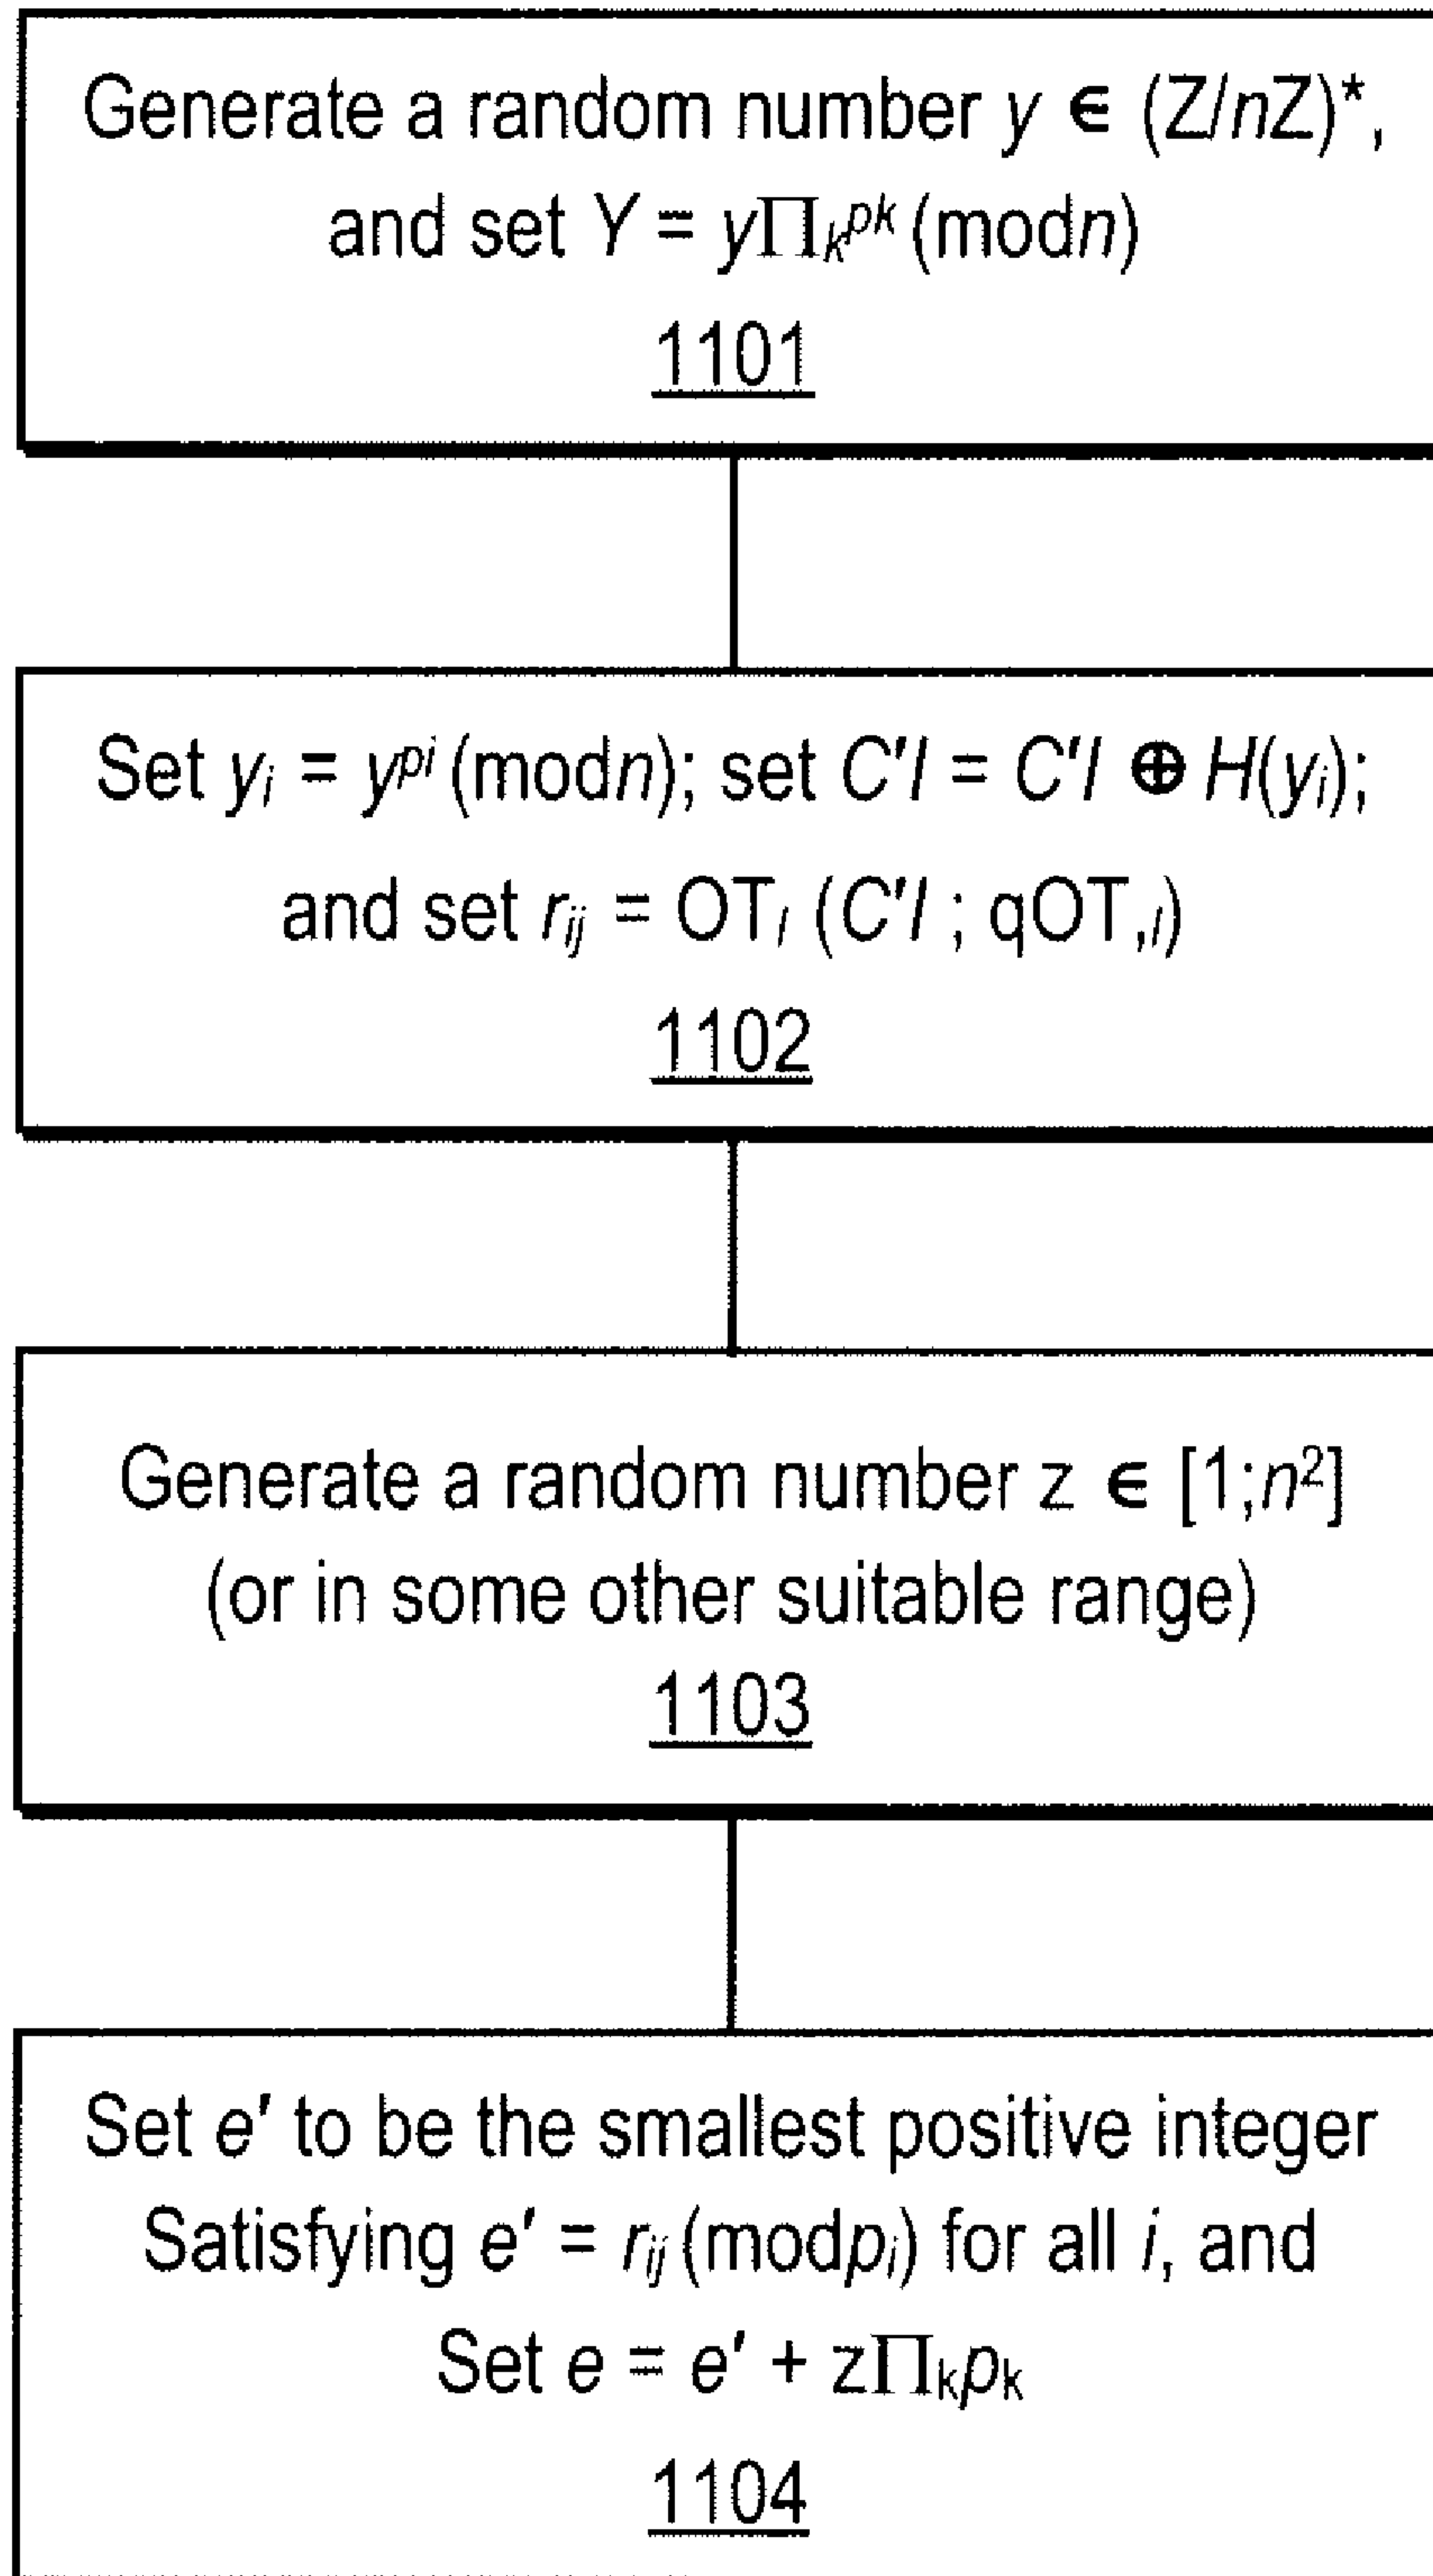 Generate a random number y ∈ (Z/nZ)*,
and set Y = y∏ₖᵖᵏ (modn)
1101
Set yᵢ = yᵖⁱ (modn); set C'I = C'I ⊕ H(yᵢ);
and set rᵢⱼ = OTₗ (C'I ; qOT,ₗ)
1102
Generate a random number z ∈ [1;n²]
(or in some other suitable range)
1103
Set e' to be the smallest positive integer
Satisfying e' = rᵢⱼ (modpᵢ) for all i, and
Set e = e' + z∏ₖpₖ
1104